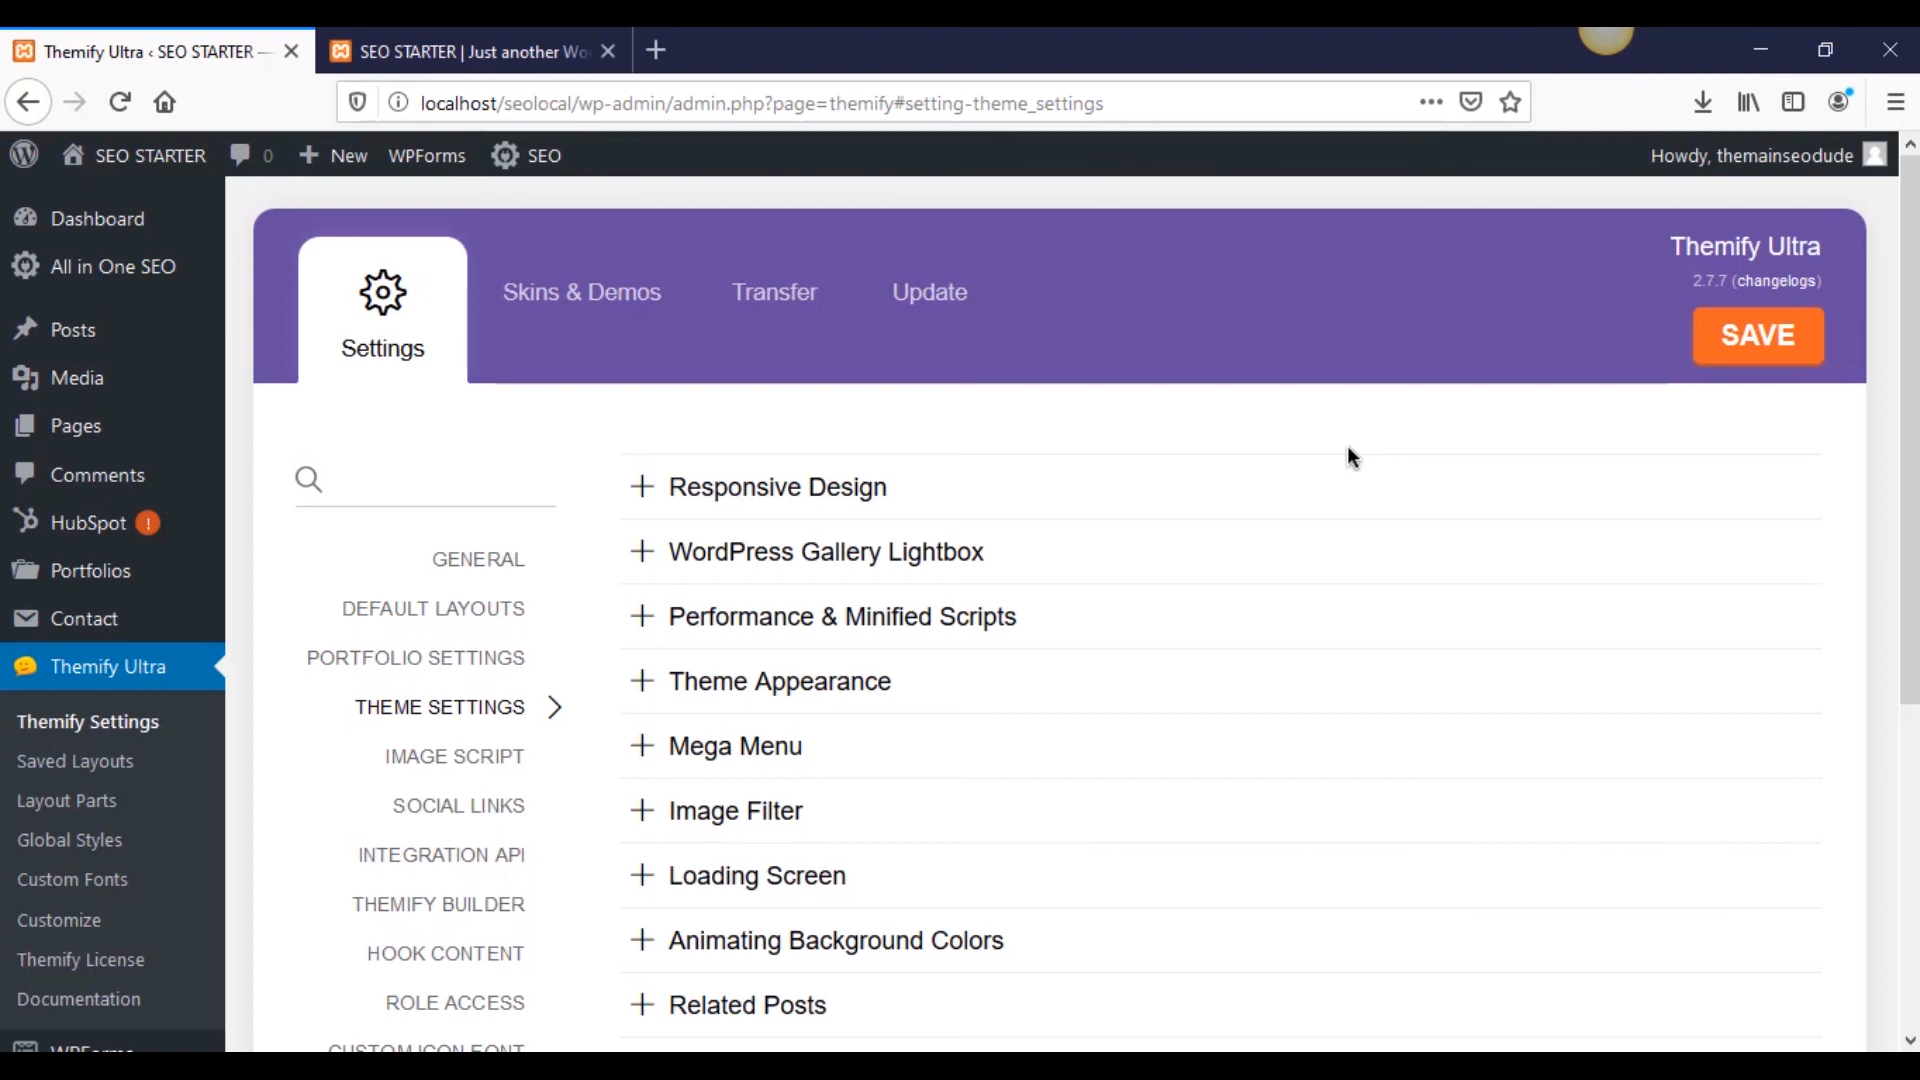 Themify Ultra ‹ SEO STARTER —
SEO STARTER | Just another Wo
localhost/seolocal/wp-admin/admin.php?page=themify#setting-theme_settings
SEO STARTER
0
New
WPForms
SEO
Howdy, themainseodude
Dashboard
All in One SEO
Posts
Media
Pages
Comments
HubSpot !
Portfolios
Contact
Themify Ultra
Themify Settings
Saved Layouts
Layout Parts
Global Styles
Custom Fonts
Customize
Themify License
Documentation
WPForms
Settings
Skins & Demos
Transfer
Update
Themify Ultra
2.7.7 (changelogs)
SAVE
GENERAL
DEFAULT LAYOUTS
PORTFOLIO SETTINGS
THEME SETTINGS
IMAGE SCRIPT
SOCIAL LINKS
INTEGRATION API
THEMIFY BUILDER
HOOK CONTENT
ROLE ACCESS
CUSTOM ICON FONT
Responsive Design
WordPress Gallery Lightbox
Performance & Minified Scripts
Theme Appearance
Mega Menu
Image Filter
Loading Screen
Animating Background Colors
Related Posts